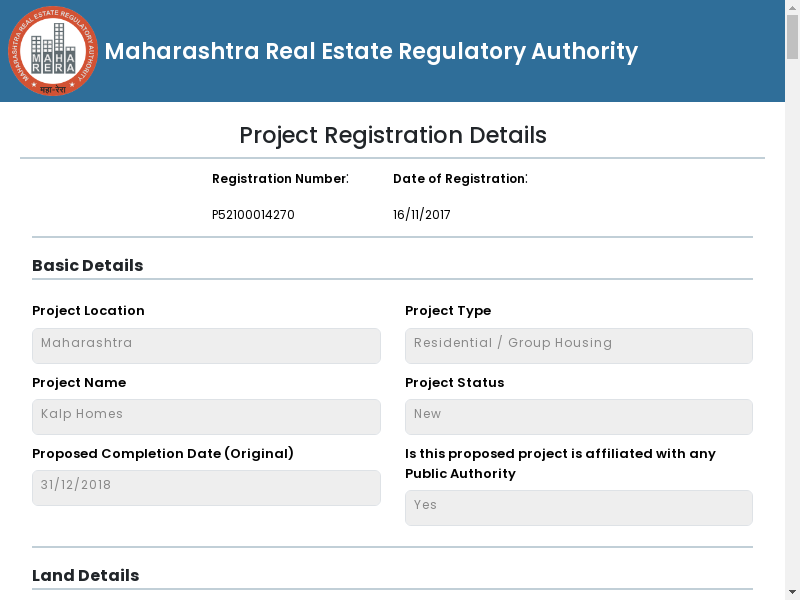 MAHARASHTRA REAL ESTATE REGULATORY AUTHORITY
MAHA
RERA
महा-रेरा
Maharashtra Real Estate Regulatory Authority
Project Registration Details
Registration Number:
Date of Registration:
P52100014270
16/11/2017
Basic Details
Project Location
Project Type
Maharashtra
Residential / Group Housing
Project Name
Project Status
Kalp Homes
New
Proposed Completion Date (Original)
Is this proposed project is affiliated with any
Public Authority
31/12/2018
Yes
Land Details